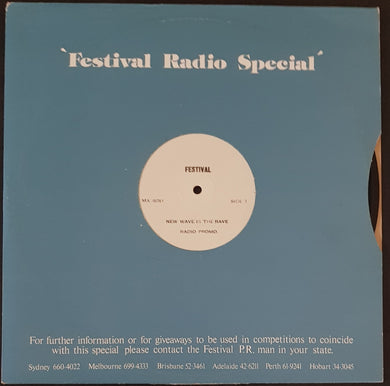 'Festival Radio Special'
FESTIVAL
SIDE 1
NEW WAVE IS THE RAVE
RADIO PROMO.
For further information or for giveaways to be used in competitions to coincide
with this special please contact the Festival P.R. man in your state.
Sydney 660-4022 Melbourne 699-4333 Brisbane 52-3461 Adelaide 42-6211 Perth 61-9241 Hobart 34-3045